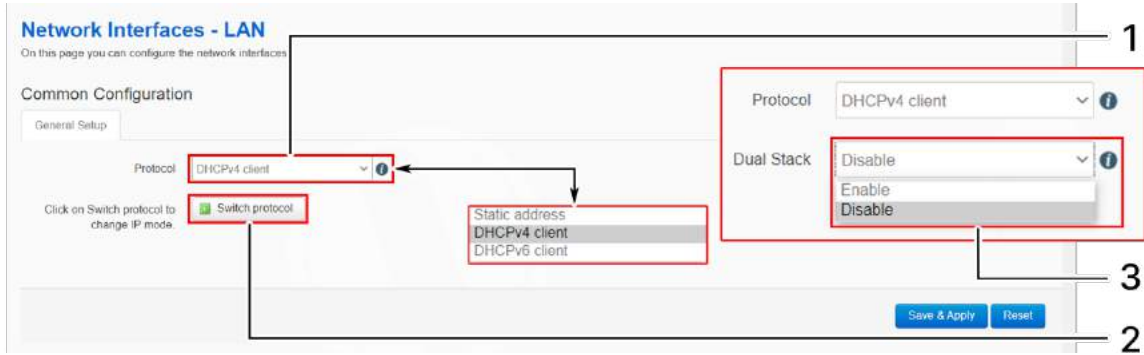 Network Interfaces - LAN
On this page you can configure the network interfaces
Common Configuration
General Setup
Protocol DHCPv4 client
Click on Switch protocol to
change IP mode.
Switch protocol
Static address
DHCPv4 client
DHCPv6 client
Protocol DHCPv4 client
Dual Stack Disable
Enable
Disable
Save & Apply Reset
1
3
2